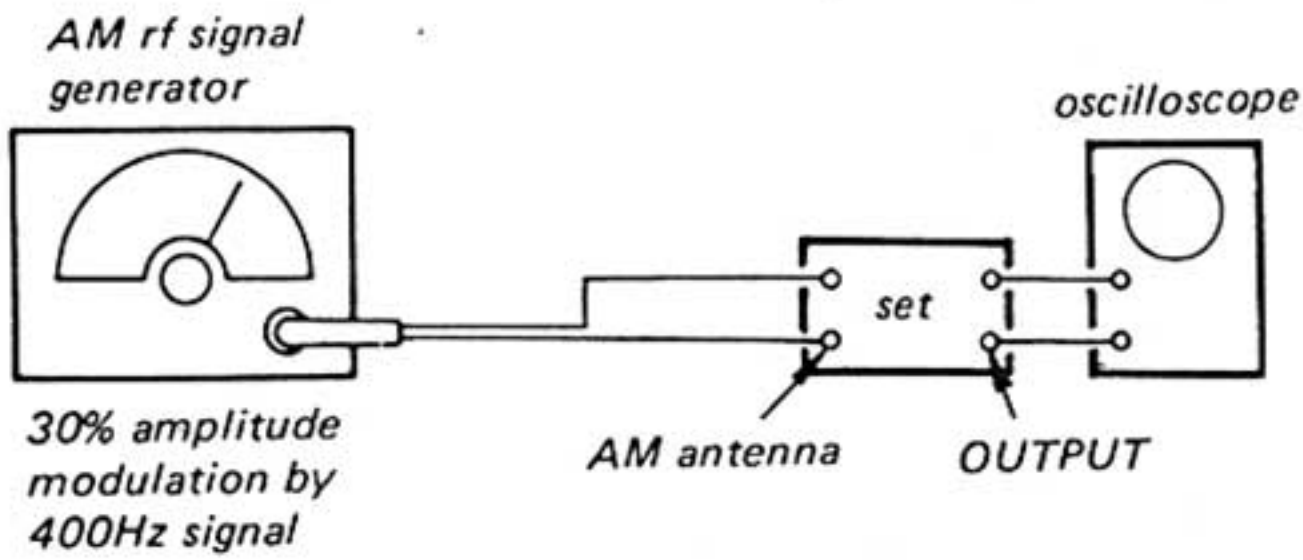 AM rf signal
generator
oscilloscope
set
30% amplitude
modulation by
400Hz signal
AM antenna
OUTPUT